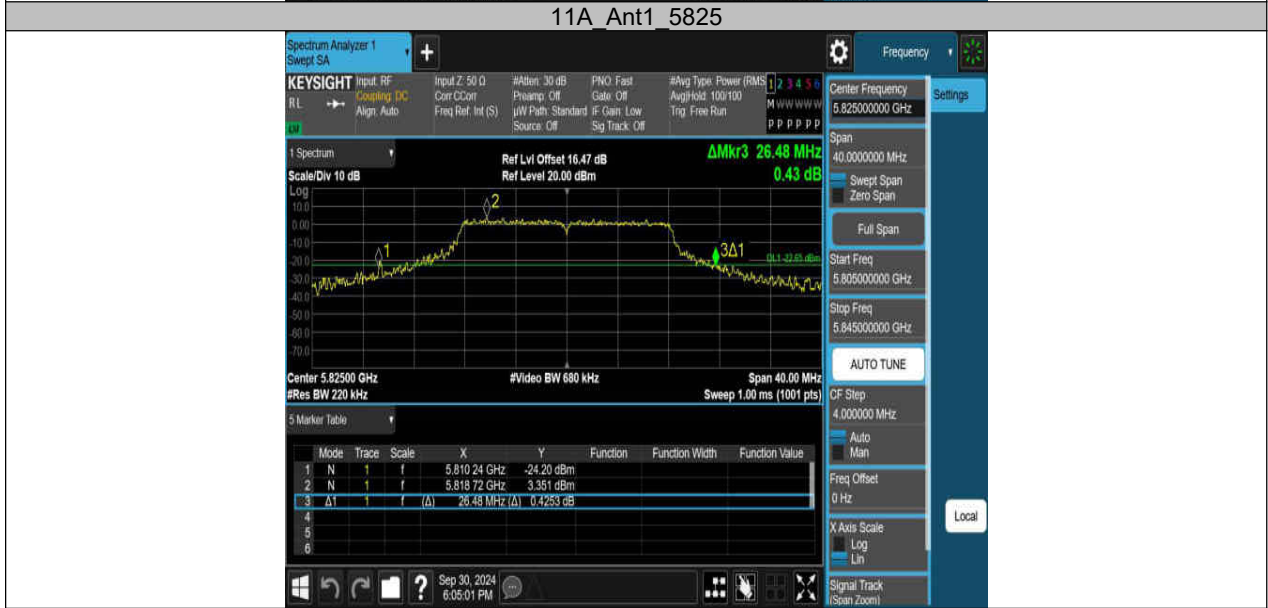 11A_Ant1_5825
Spectrum Analyzer 1
Swept SA
+
Frequency
KEYSIGHT
RL
LXI
Input: RF
Coupling: DC
Align: Auto
Input Z: 50 Ω
Corr CCorr
Freq Ref: Int (S)
#Atten: 30 dB
Preamp: Off
µW Path: Standard
Source: Off
PNO: Fast
Gate: Off
IF Gain: Low
Sig Track: Off
#Avg Type: Power (RMS
Avg|Hold: 100/100
Trig: Free Run
1 2 3 4 5 6
M W W W W W
P P P P P P
Center Frequency
5.825000000 GHz
Settings
1 Spectrum
Scale/Div 10 dB
Ref Lvl Offset 16.47 dB
Ref Level 20.00 dBm
ΔMkr3 26.48 MHz
0.43 dB
Log
10.0
0.00
-10.0
-20.0
-30.0
-40.0
-50.0
-60.0
-70.0
1
2
3Δ1
DL1 -22.65 dBm
Center 5.82500 GHz
#Res BW 220 kHz
#Video BW 680 kHz
Span 40.00 MHz
Sweep 1.00 ms (1001 pts)
Span
40.0000000 MHz
Swept Span
Zero Span
Full Span
Start Freq
5.805000000 GHz
Stop Freq
5.845000000 GHz
AUTO TUNE
CF Step
4.000000 MHz
Auto
Man
Freq Offset
0 Hz
X Axis Scale
Log
Lin
Signal Track
(Span Zoom)
Local
5 Marker Table
Mode Trace Scale X Y Function Function Width Function Value
1 N 1 f 5.810 24 GHz -24.20 dBm
2 N 1 f 5.818 72 GHz 3.351 dBm
3 Δ1 1 f (Δ) 26.48 MHz (Δ) 0.4253 dB
4
5
6
?
Sep 30, 2024
6:05:01 PM